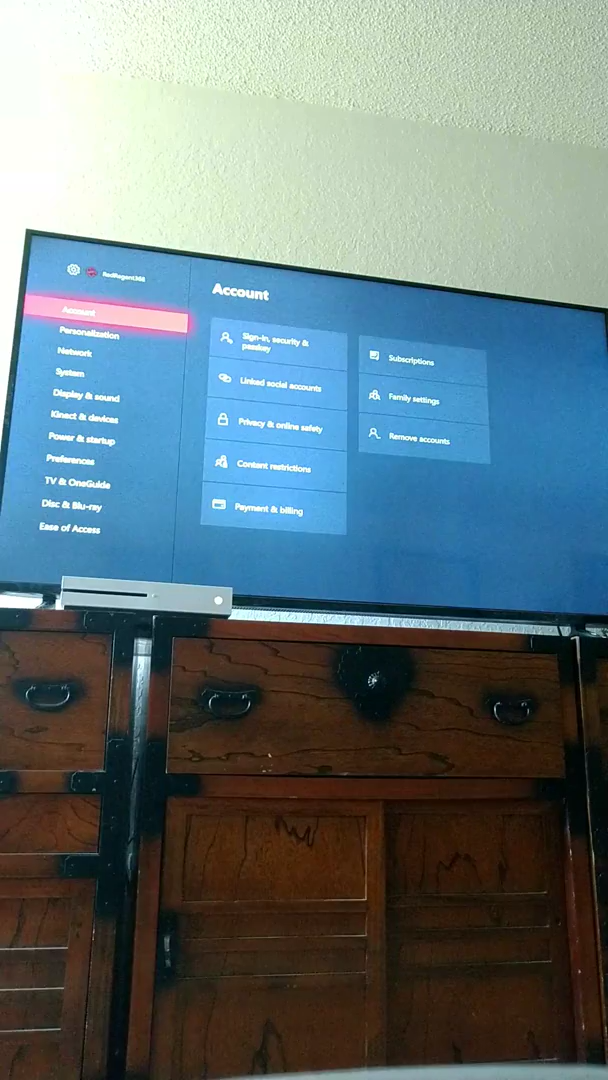 RedRegent368
Account
Personalization
Network
System
Display & sound
Kinect & devices
Power & startup
Preferences
TV & OneGuide
Disc & Blu-ray
Ease of Access
Account
Sign-in, security &
passkey
Linked social accounts
Privacy & online safety
Content restrictions
Payment & billing
Subscriptions
Family settings
Remove accounts